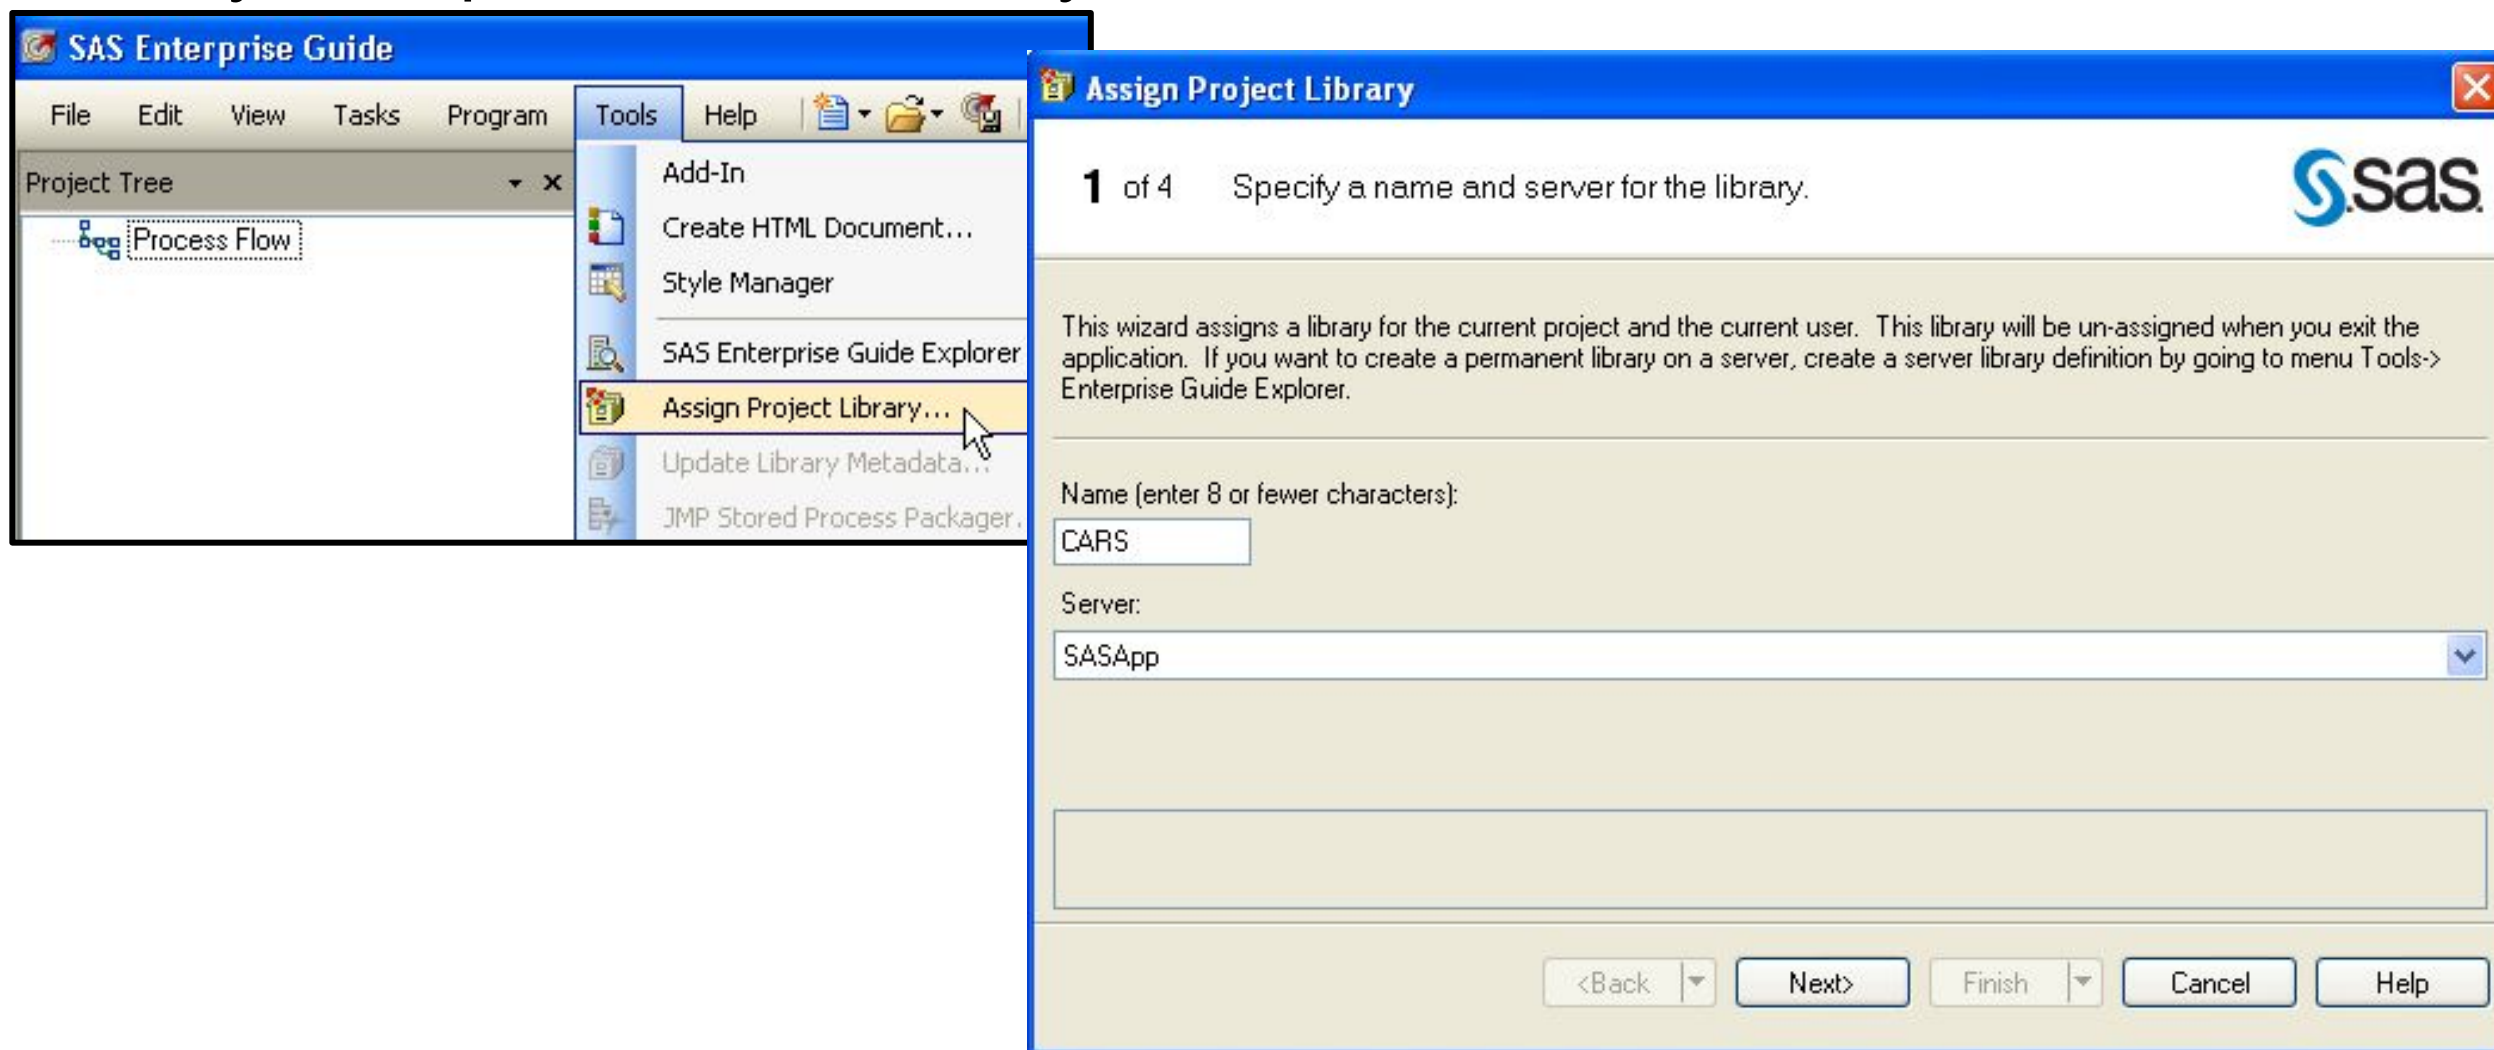 SAS Enterprise Guide
File Edit View Tasks Program Tools Help
Project Tree
Process Flow
Add-In
Create HTML Document...
Style Manager
SAS Enterprise Guide Explorer
Assign Project Library...
Update Library Metadata...
JMP Stored Process Packager.
Assign Project Library
1 of 4 Specify a name and server for the library.
sas
This wizard assigns a library for the current project and the current user. This library will be un-assigned when you exit the
application. If you want to create a permanent library on a server, create a server library definition by going to menu Tools->
Enterprise Guide Explorer.
Name (enter 8 or fewer characters):
CARS
Server:
SASApp
<Back Next> Finish Cancel Help